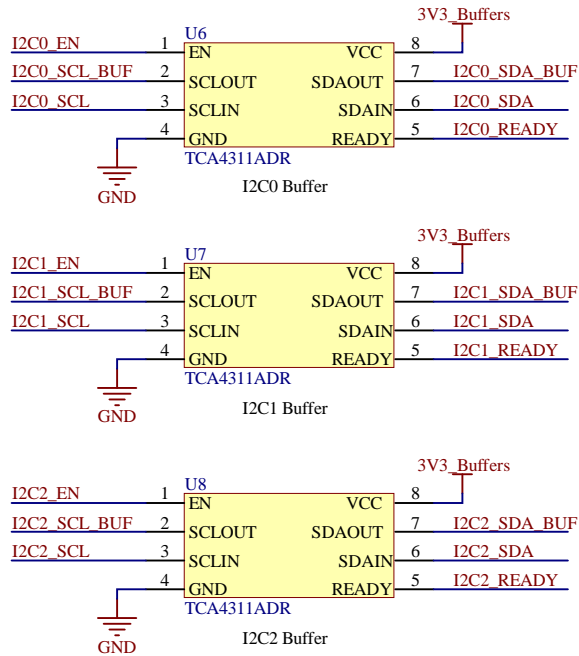 3V3_Buffers
U6
I2C0_EN 1 EN VCC 8
I2C0_SCL_BUF 2 SCLOUT SDAOUT 7 I2C0_SDA_BUF
I2C0_SCL 3 SCLIN SDAIN 6 I2C0_SDA
4 GND READY 5 I2C0_READY
TCA4311ADR
GND
I2C0 Buffer
3V3_Buffers
U7
I2C1_EN 1 EN VCC 8
I2C1_SCL_BUF 2 SCLOUT SDAOUT 7 I2C1_SDA_BUF
I2C1_SCL 3 SCLIN SDAIN 6 I2C1_SDA
4 GND READY 5 I2C1_READY
TCA4311ADR
GND
I2C1 Buffer
3V3_Buffers
U8
I2C2_EN 1 EN VCC 8
I2C2_SCL_BUF 2 SCLOUT SDAOUT 7 I2C2_SDA_BUF
I2C2_SCL 3 SCLIN SDAIN 6 I2C2_SDA
4 GND READY 5 I2C2_READY
TCA4311ADR
GND
I2C2 Buffer